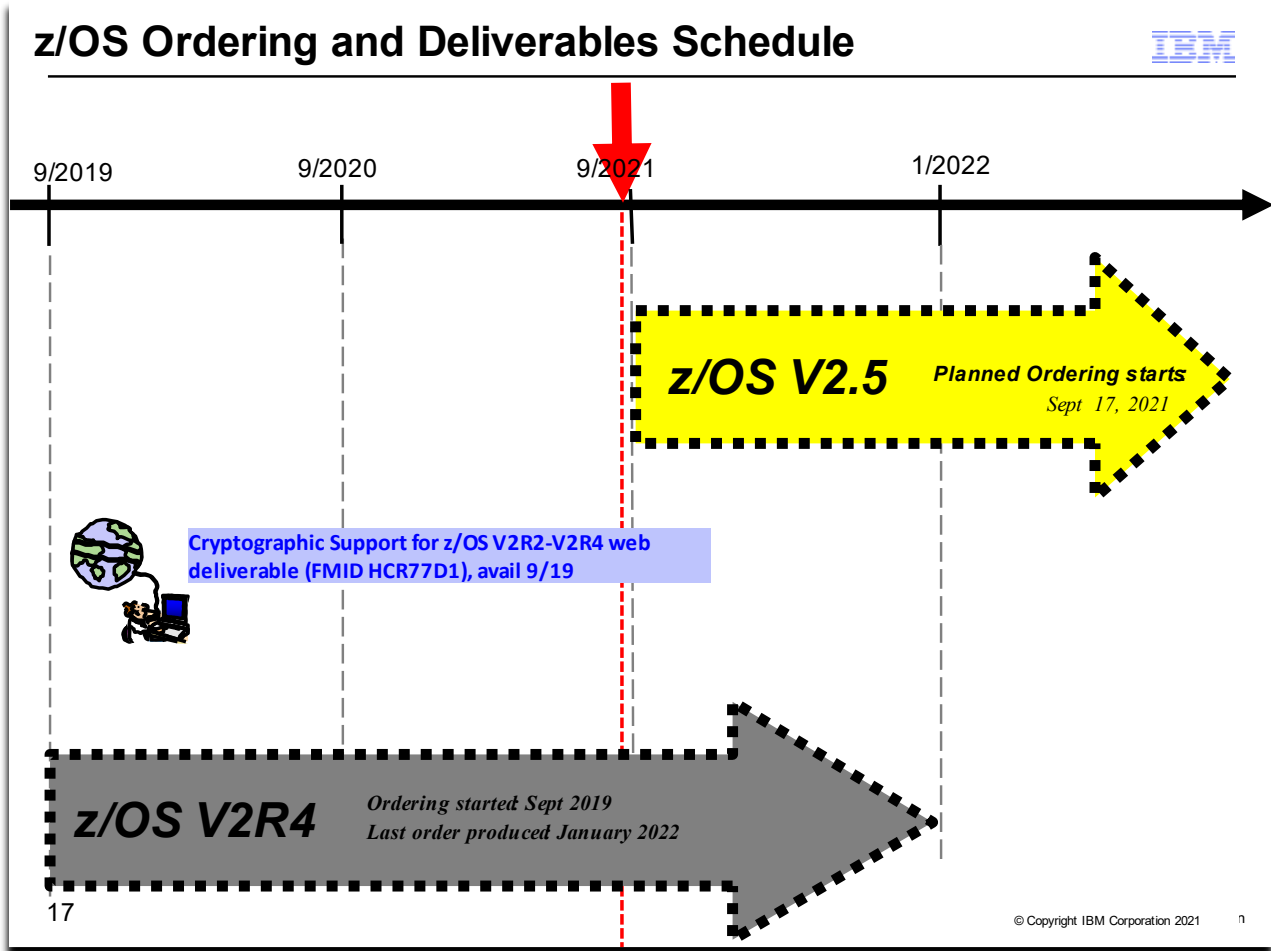 z/OS Ordering and Deliverables Schedule
IBM
9/2019
9/2020
9/2021
1/2022
z/OS V2.5
Planned Ordering starts:
Sept 17, 2021
Cryptographic Support for z/OS V2R2-V2R4 web
deliverable (FMID HCR77D1), avail 9/19
z/OS V2R4
Ordering started: Sept 2019
Last order produced: January 2022
17
© Copyright IBM Corporation 2021
n